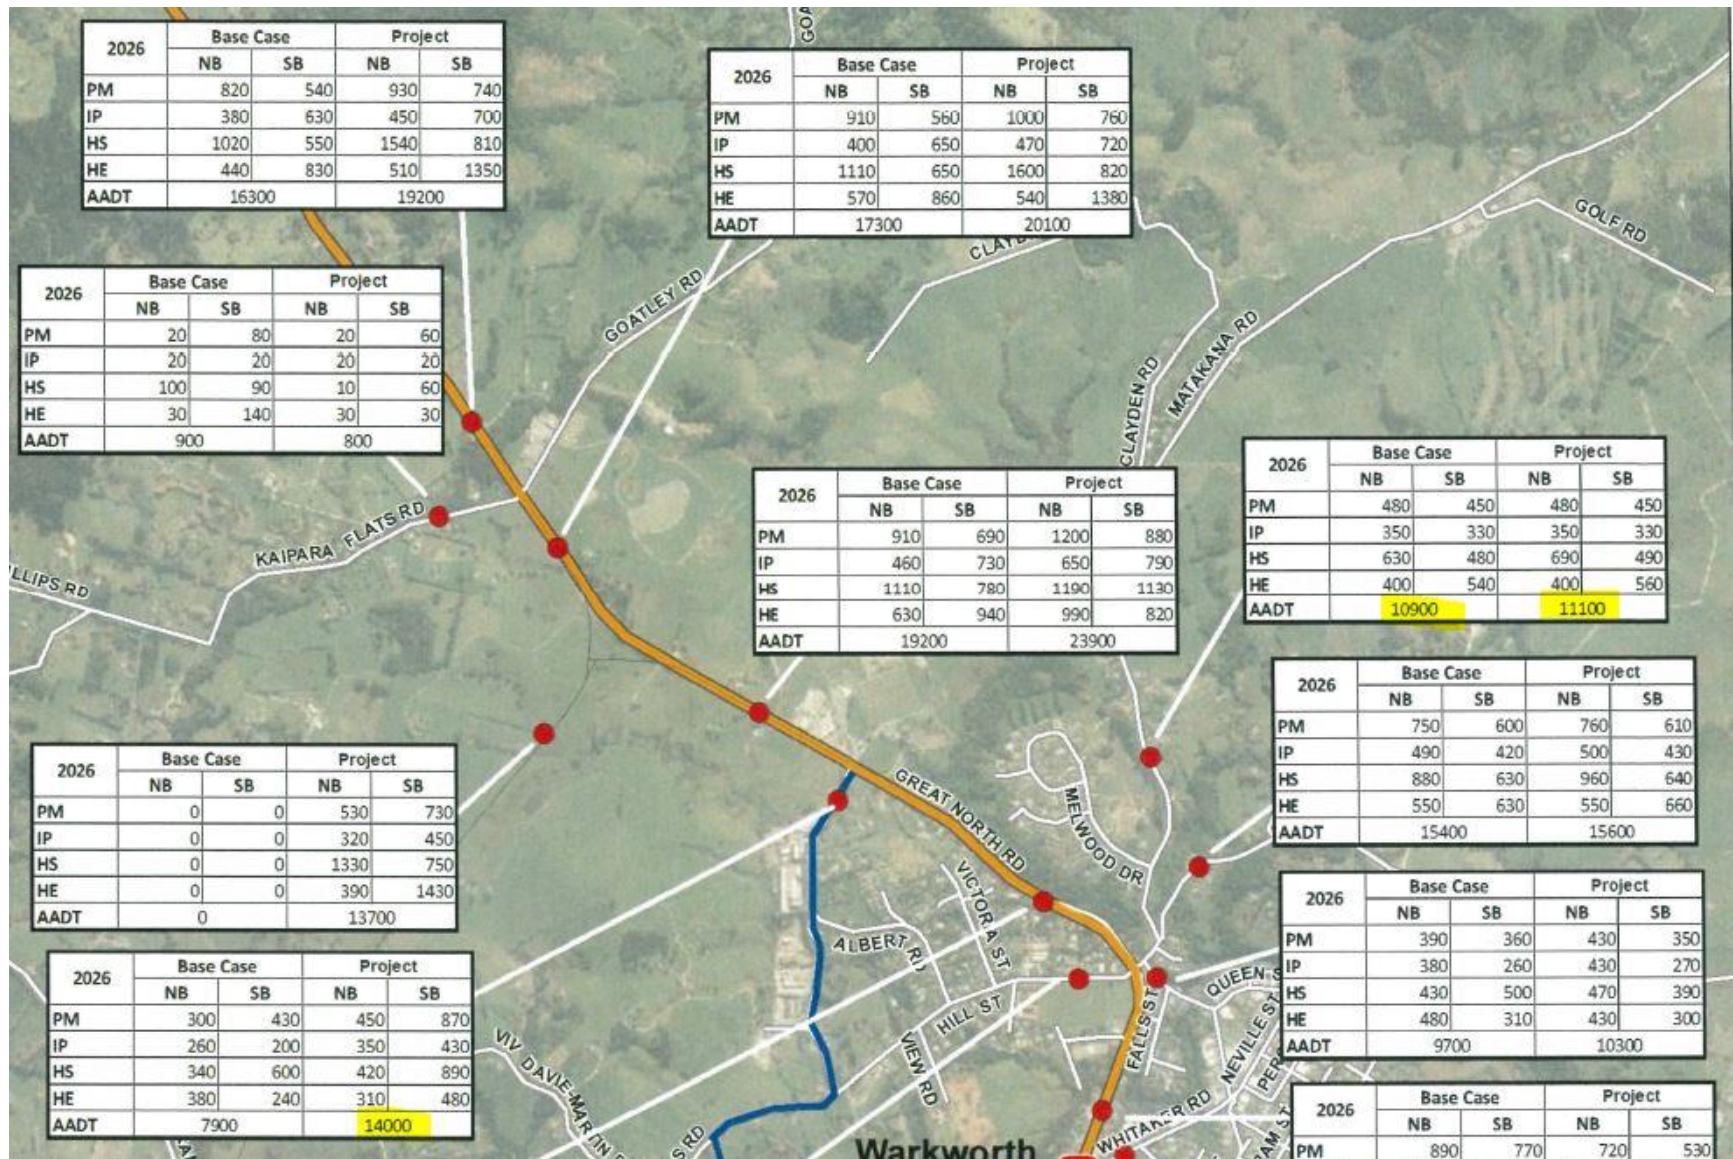 2026 Base Case Project
NB SB NB SB
PM 820 540 930 740
IP 380 630 450 700
HS 1020 550 1540 810
HE 440 830 510 1350
AADT 16300 19200
2026 Base Case Project
NB SB NB SB
PM 910 560 1000 760
IP 400 650 470 720
HS 1110 650 1600 820
HE 570 860 540 1380
AADT 17300 20100
2026 Base Case Project
NB SB NB SB
PM 20 80 20 60
IP 20 20 20 20
HS 100 90 10 60
HE 30 140 30 30
AADT 900 800
2026 Base Case Project
NB SB NB SB
PM 480 450 480 450
IP 350 330 350 330
HS 630 480 690 490
HE 400 540 400 560
AADT 10900 11100
2026 Base Case Project
NB SB NB SB
PM 910 690 1200 880
IP 460 730 650 790
HS 1110 780 1190 1130
HE 630 940 990 820
AADT 19200 23900
2026 Base Case Project
NB SB NB SB
PM 750 600 760 610
IP 490 420 500 430
HS 880 630 960 640
HE 550 630 550 660
AADT 15400 15600
2026 Base Case Project
NB SB NB SB
PM 0 0 530 730
IP 0 0 320 450
HS 0 0 1330 750
HE 0 0 390 1430
AADT 0 13700
2026 Base Case Project
NB SB NB SB
PM 390 360 430 350
IP 380 260 430 270
HS 430 500 470 390
HE 480 310 430 300
AADT 9700 10300
2026 Base Case Project
NB SB NB SB
PM 300 430 450 870
IP 260 200 350 430
HS 340 600 420 890
HE 380 240 310 480
AADT 7900 14000
2026 Base Case Project
NB SB NB SB
PM 890 770 720 530
GOA
GOLF RD
CLAYD
GOATLEY RD
MATAKANA RD
CLAYDEN RD
KAIPARA FLATS RD
LLIPS RD
GREAT NORTH RD
MELWOOD DR
VICTORIA ST
ALBERT RD
QUEEN S
HILL ST
FALLS ST
NEVILLE ST
VIEW RD
VIV DAVIE-MARTIN
PER
S RD
WHITAKER RD
RAM ST
Warkworth